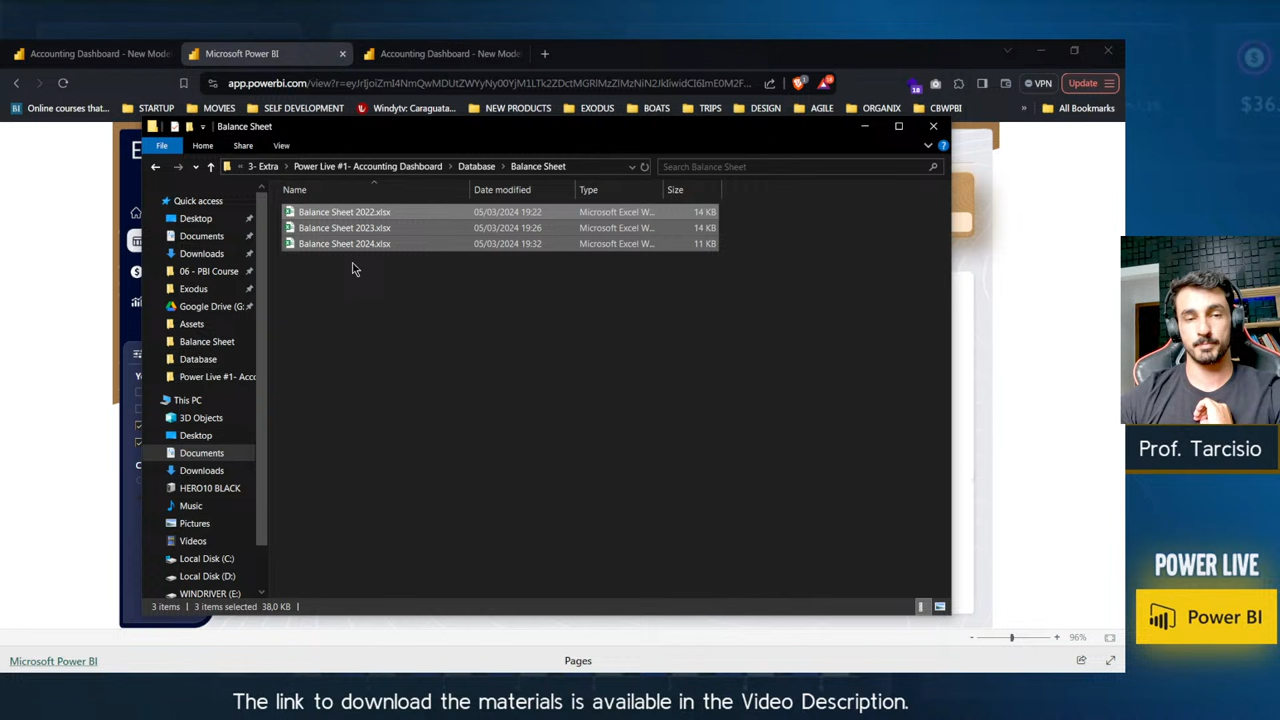 Accounting Dashboard - New Mode
Microsoft Power BI
Accounting Dashboard - New Mode
app.powerbi.com/view?r=eyJrIjoiZmI4NmQwMDUtZWYyNy00YjM1LTk2ZDctMGRlMzZlMzNiN2JkIiwidCI6ImE0M2F...
18
VPN
Update
BI Online courses that...
STARTUP
MOVIES
SELF DEVELOPMENT
Windytv: Caraguata...
NEW PRODUCTS
EXODUS
BOATS
TRIPS
DESIGN
AGILE
ORGANIX
CBWPBI
»
All Bookmarks
Balance Sheet
File Home Share View
« 3- Extra > Power Live #1- Accounting Dashboard > Database > Balance Sheet
Search Balance Sheet
Name Date modified Type Size
Balance Sheet 2022.xlsx 05/03/2024 19:22 Microsoft Excel W... 14 KB
Balance Sheet 2023.xlsx 05/03/2024 19:26 Microsoft Excel W... 14 KB
Balance Sheet 2024.xlsx 05/03/2024 19:32 Microsoft Excel W... 11 KB
Quick access
Desktop
Documents
Downloads
06 - PBI Course
Exodus
Google Drive (G:
Assets
Balance Sheet
Database
Power Live #1- Acco
This PC
3D Objects
Desktop
Documents
Downloads
HERO10 BLACK
Music
Pictures
Videos
Local Disk (C:)
Local Disk (D:)
WINDRIVER (E:)
3 items 3 items selected 38,0 KB
Prof. Tarcisio
POWER LIVE
Power BI
- + 96%
Microsoft Power BI
Pages
The link to download the materials is available in the Video Description.